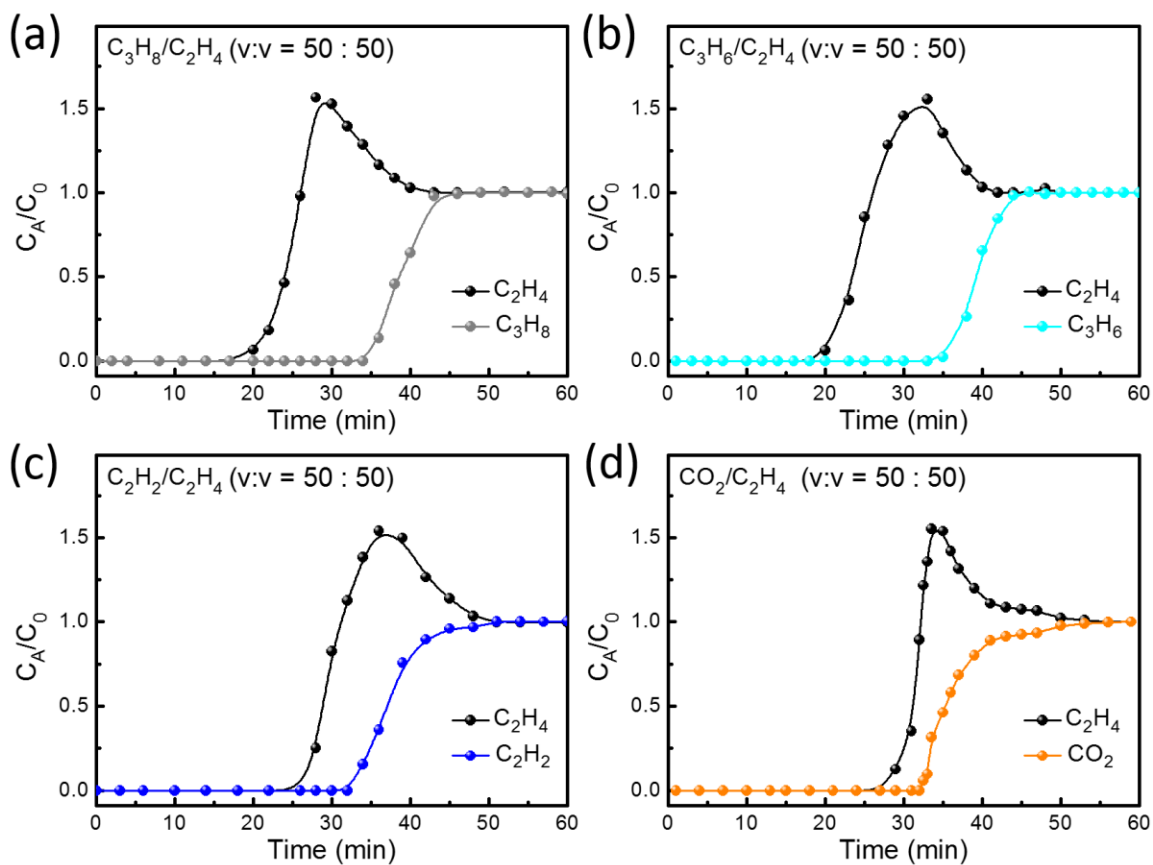 (a)
C₃H₈/C₂H₄ (v:v = 50 : 50)
1.5
1.0
0.5
0.0
C_A/C₀
C₂H₄
C₃H₈
0 10 20 30 40 50 60
Time (min)
(b)
C₃H₆/C₂H₄ (v:v = 50 : 50)
1.5
1.0
0.5
0.0
C_A/C₀
C₂H₄
C₃H₆
0 10 20 30 40 50 60
Time (min)
(c)
C₂H₂/C₂H₄ (v:v = 50 : 50)
1.5
1.0
0.5
0.0
C_A/C₀
C₂H₄
C₂H₂
0 10 20 30 40 50 60
Time (min)
(d)
CO₂/C₂H₄ (v:v = 50 : 50)
1.5
1.0
0.5
0.0
C_A/C₀
C₂H₄
CO₂
0 10 20 30 40 50 60
Time (min)